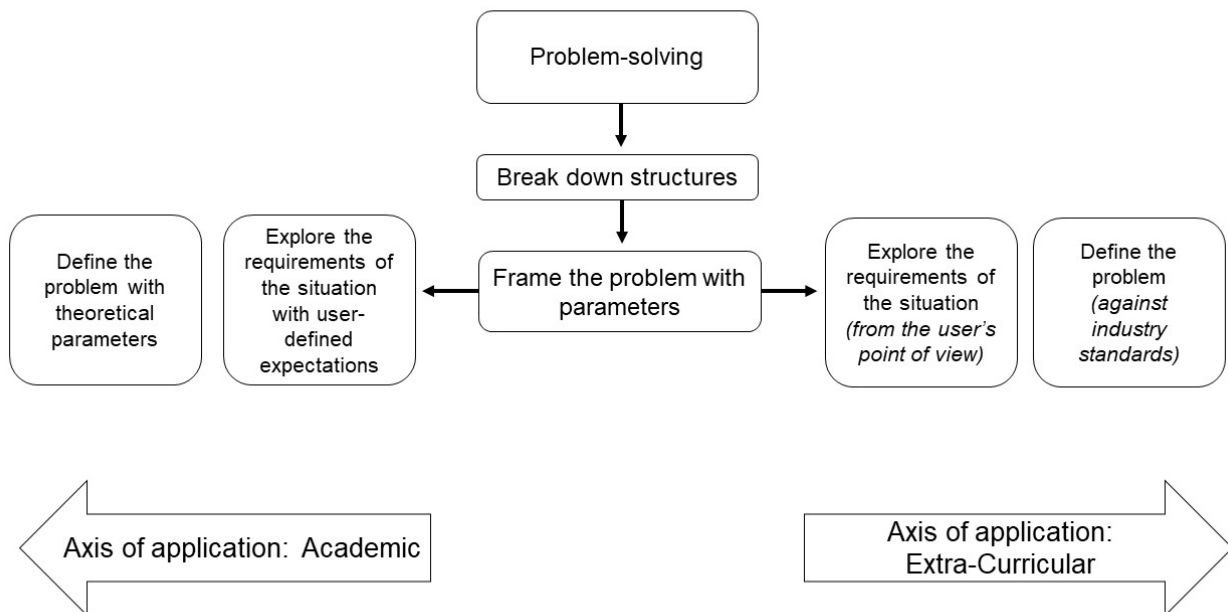 Problem-solving
Break down structures
Define the
problem with
theoretical
parameters
Explore the
requirements of
the situation
with user-
defined
expectations
Frame the problem with
parameters
Explore the
requirements of
the situation
(from the user's
point of view)
Define the
problem
(against
industry
standards)
Axis of application: Academic
Axis of application:
Extra-Curricular